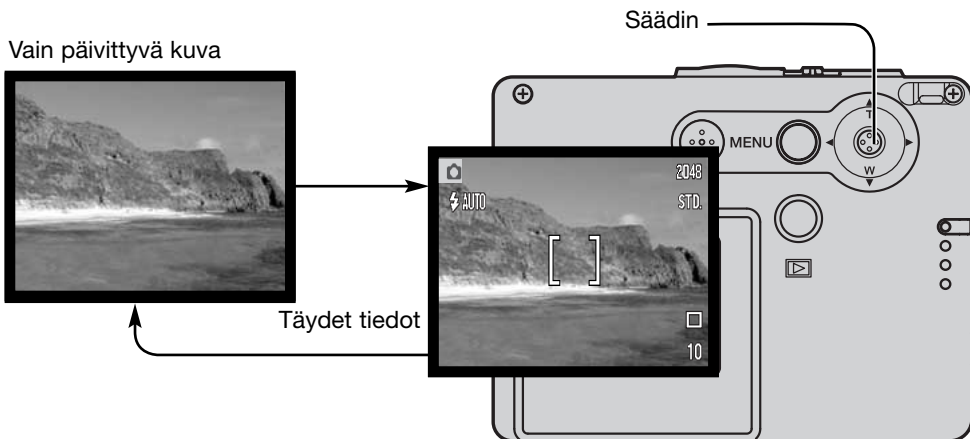 Säädin
Vain päivittyvä kuva
MENU
T
W
2048
AUTO
STD.
Täydet tiedot
10